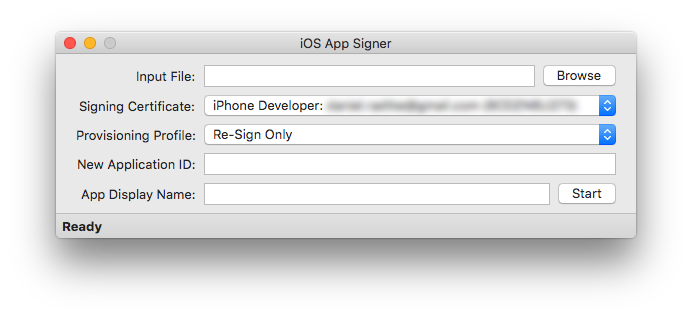 iOS App Signer
Input File: Browse
Signing Certificate: iPhone Developer:
Provisioning Profile: Re-Sign Only
New Application ID:
App Display Name: Start
Ready